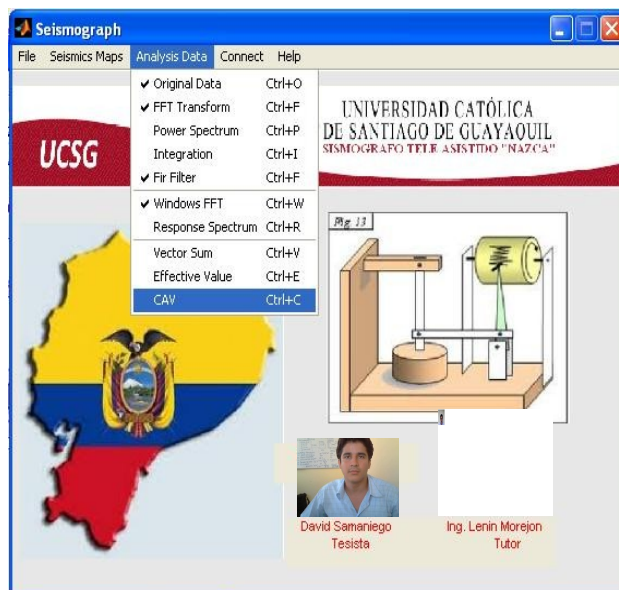 Seismograph
File Seismics Maps Analysis Data Connect Help
Original Data Ctrl+O
FFT Transform Ctrl+F
Power Spectrum Ctrl+P
Integration Ctrl+I
Fir Filter Ctrl+F
Windows FFT Ctrl+W
Response Spectrum Ctrl+R
Vector Sum Ctrl+V
Effective Value Ctrl+E
CAV Ctrl+C
UCSG
UNIVERSIDAD CATÓLICA
DE SANTIAGO DE GUAYAQUIL
SISMOGRAFO TELE ASISTIDO "NAZCA"
Fig 13
David Samaniego
Tesista
Ing. Lenin Morejon
Tutor